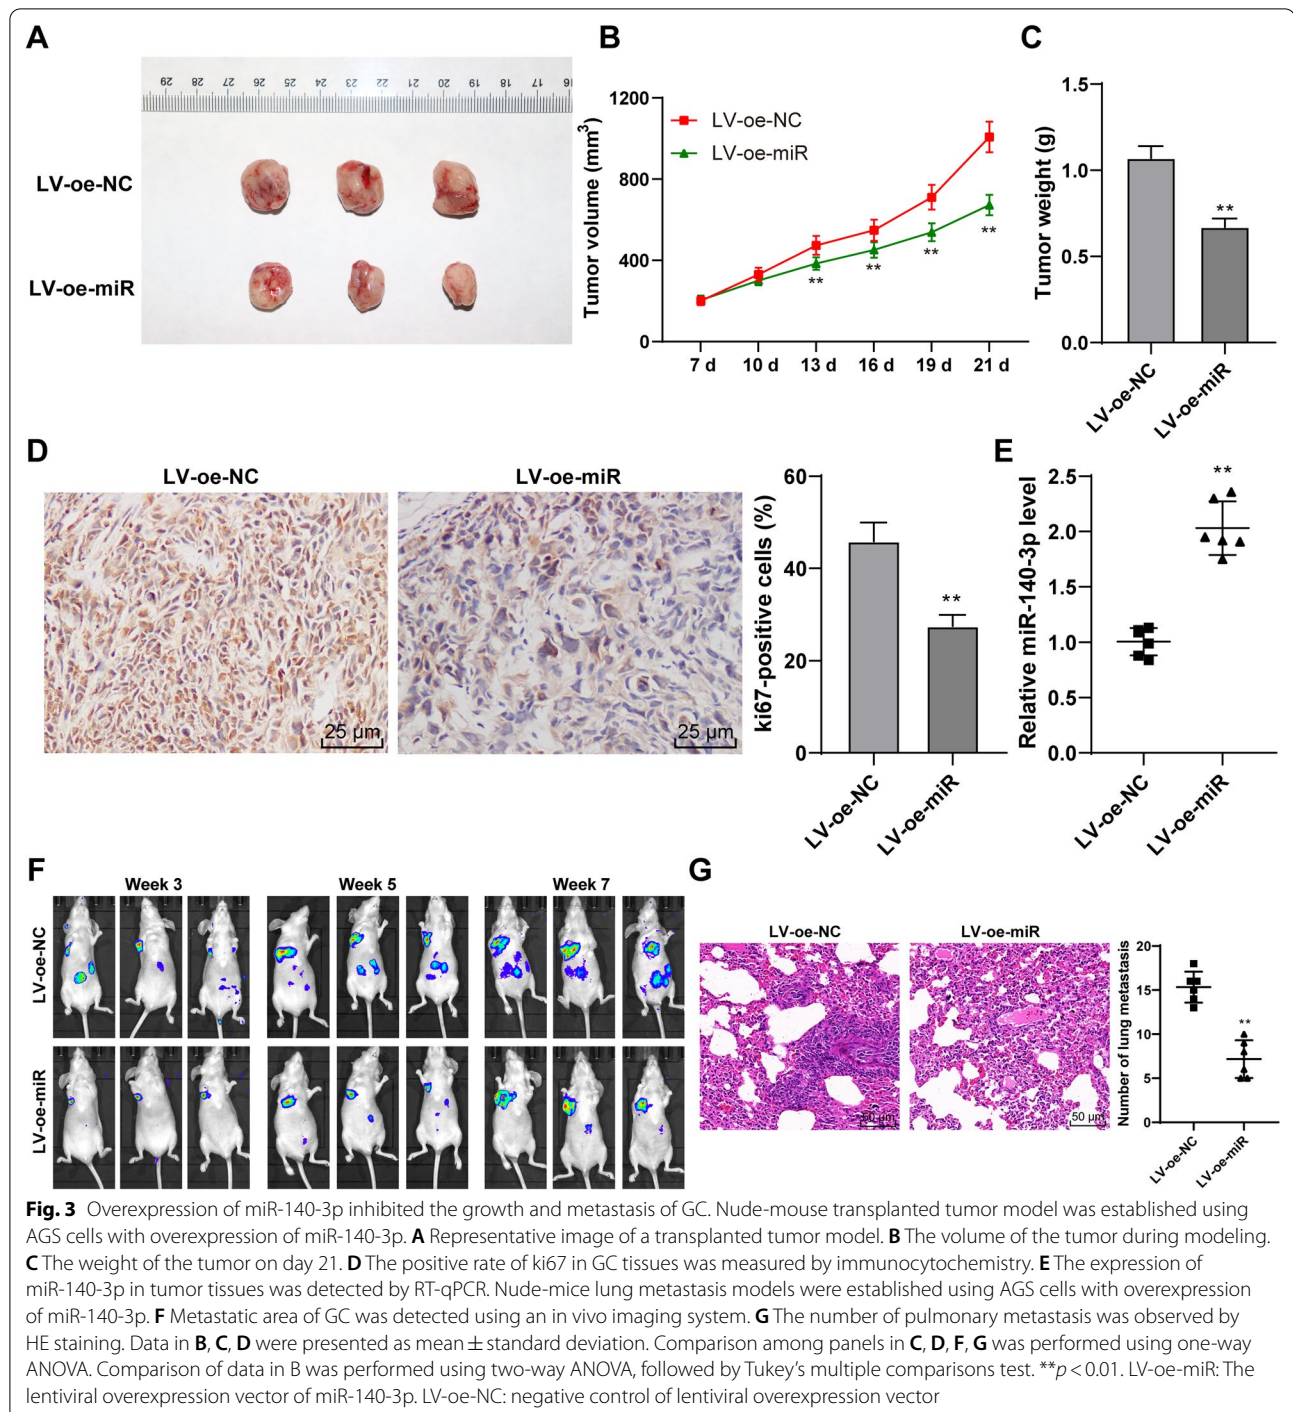 A
29 28 27 26 25 24 23 22 21 20 19 18 17 16
LV-oe-NC
LV-oe-miR
B
Tumor volume (mm³)
1200
800
400
0
LV-oe-NC
LV-oe-miR
**
**
**
**
7 d 10 d 13 d 16 d 19 d 21 d
C
Tumor weight (g)
1.5
1.0
0.5
0.0
**
LV-oe-NC
LV-oe-miR
D
LV-oe-NC
LV-oe-miR
25 µm
25 µm
ki67-positive cells (%)
60
40
20
0
**
LV-oe-NC
LV-oe-miR
E
Relative miR-140-3p level
2.5
2.0
1.5
1.0
0.5
0.0
**
LV-oe-NC
LV-oe-miR
F
Week 3 Week 5 Week 7
LV-oe-NC
LV-oe-miR
G
LV-oe-NC
LV-oe-miR
50 µm
50 µm
Number of lung metastasis
20
15
10
5
0
**
LV-oe-NC
LV-oe-miR
Fig. 3 Overexpression of miR-140-3p inhibited the growth and metastasis of GC. Nude-mouse transplanted tumor model was established using
AGS cells with overexpression of miR-140-3p. A Representative image of a transplanted tumor model. B The volume of the tumor during modeling.
C The weight of the tumor on day 21. D The positive rate of ki67 in GC tissues was measured by immunocytochemistry. E The expression of
miR-140-3p in tumor tissues was detected by RT-qPCR. Nude-mice lung metastasis models were established using AGS cells with overexpression
of miR-140-3p. F Metastatic area of GC was detected using an in vivo imaging system. G The number of pulmonary metastasis was observed by
HE staining. Data in B, C, D were presented as mean ± standard deviation. Comparison among panels in C, D, F, G was performed using one-way
ANOVA. Comparison of data in B was performed using two-way ANOVA, followed by Tukey's multiple comparisons test. **p < 0.01. LV-oe-miR: The
lentiviral overexpression vector of miR-140-3p. LV-oe-NC: negative control of lentiviral overexpression vector